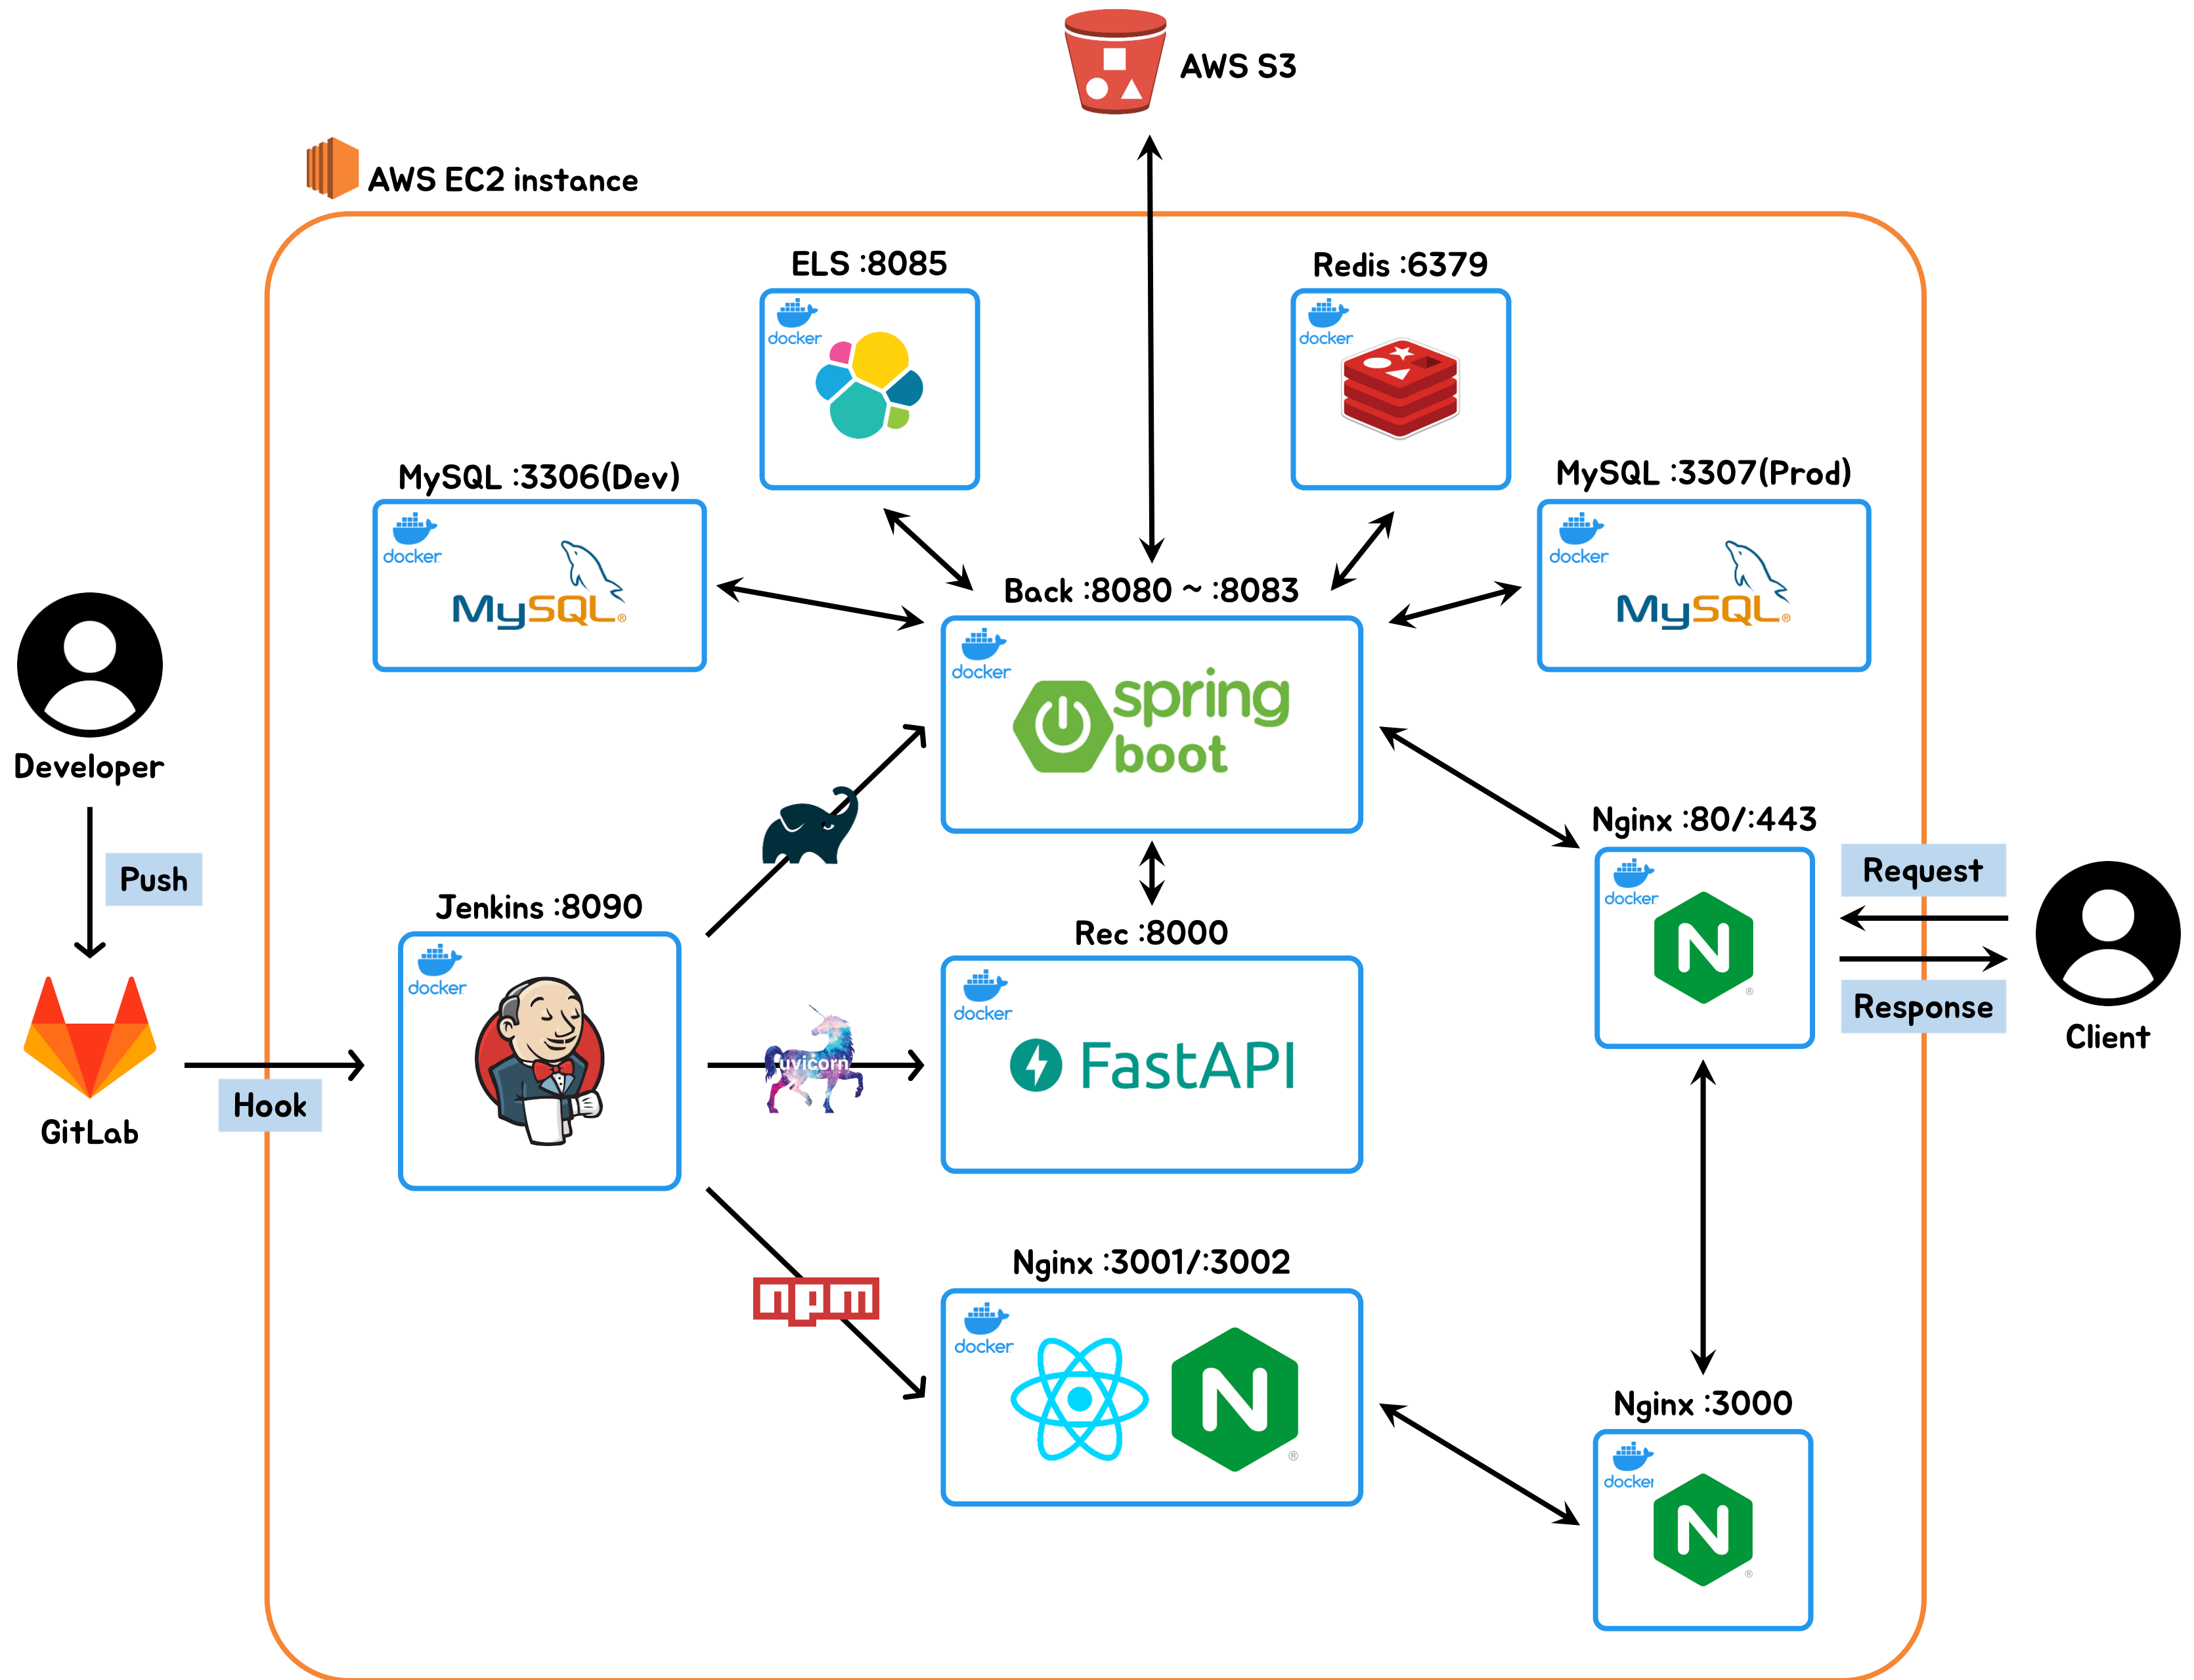 AWS S3
AWS EC2 instance
ELS :8085
docker
Redis :6379
docker
MySQL :3306(Dev)
docker
MySQL®
MySQL :3307(Prod)
docker
MySQL®
Back :8080 ~ :8083
docker
spring
boot
Developer
Push
GitLab
Hook
Jenkins :8090
docker
uvicorn
npm
Rec :8000
docker
FastAPI
Nginx :80/:443
docker
N®
Request
Response
Client
Nginx :3001/:3002
docker
N®
Nginx :3000
docker
N®